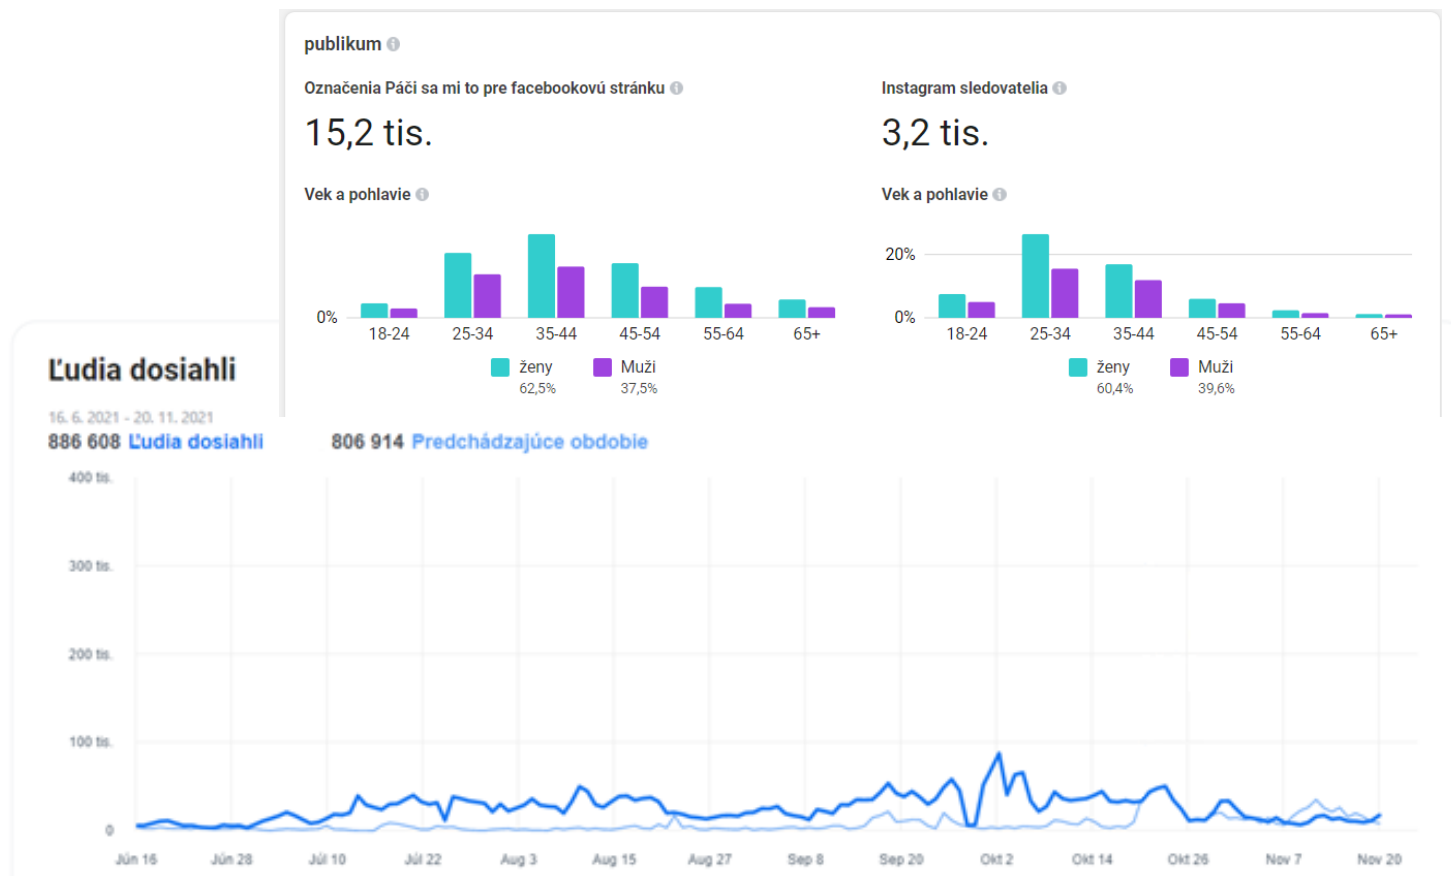 publikum
Označenia Páči sa mi to pre facebookovú stránku
15,2 tis.
Vek a pohlavie
0%
18-24 25-34 35-44 45-54 55-64 65+
ženy Muži
62,5% 37,5%
Instagram sledovatelia
3,2 tis.
Vek a pohlavie
20%
0%
18-24 25-34 35-44 45-54 55-64 65+
ženy Muži
60,4% 39,6%
Ľudia dosiahli
16. 6. 2021 - 20. 11. 2021
886 608 Ľudia dosiahli 806 914 Predchádzajúce obdobie
400 tis.
300 tis.
200 tis.
100 tis.
0
Jún 16 Jún 28 Júl 10 Júl 22 Aug 3 Aug 15 Aug 27 Sep 8 Sep 20 Okt 2 Okt 14 Okt 26 Nov 7 Nov 20